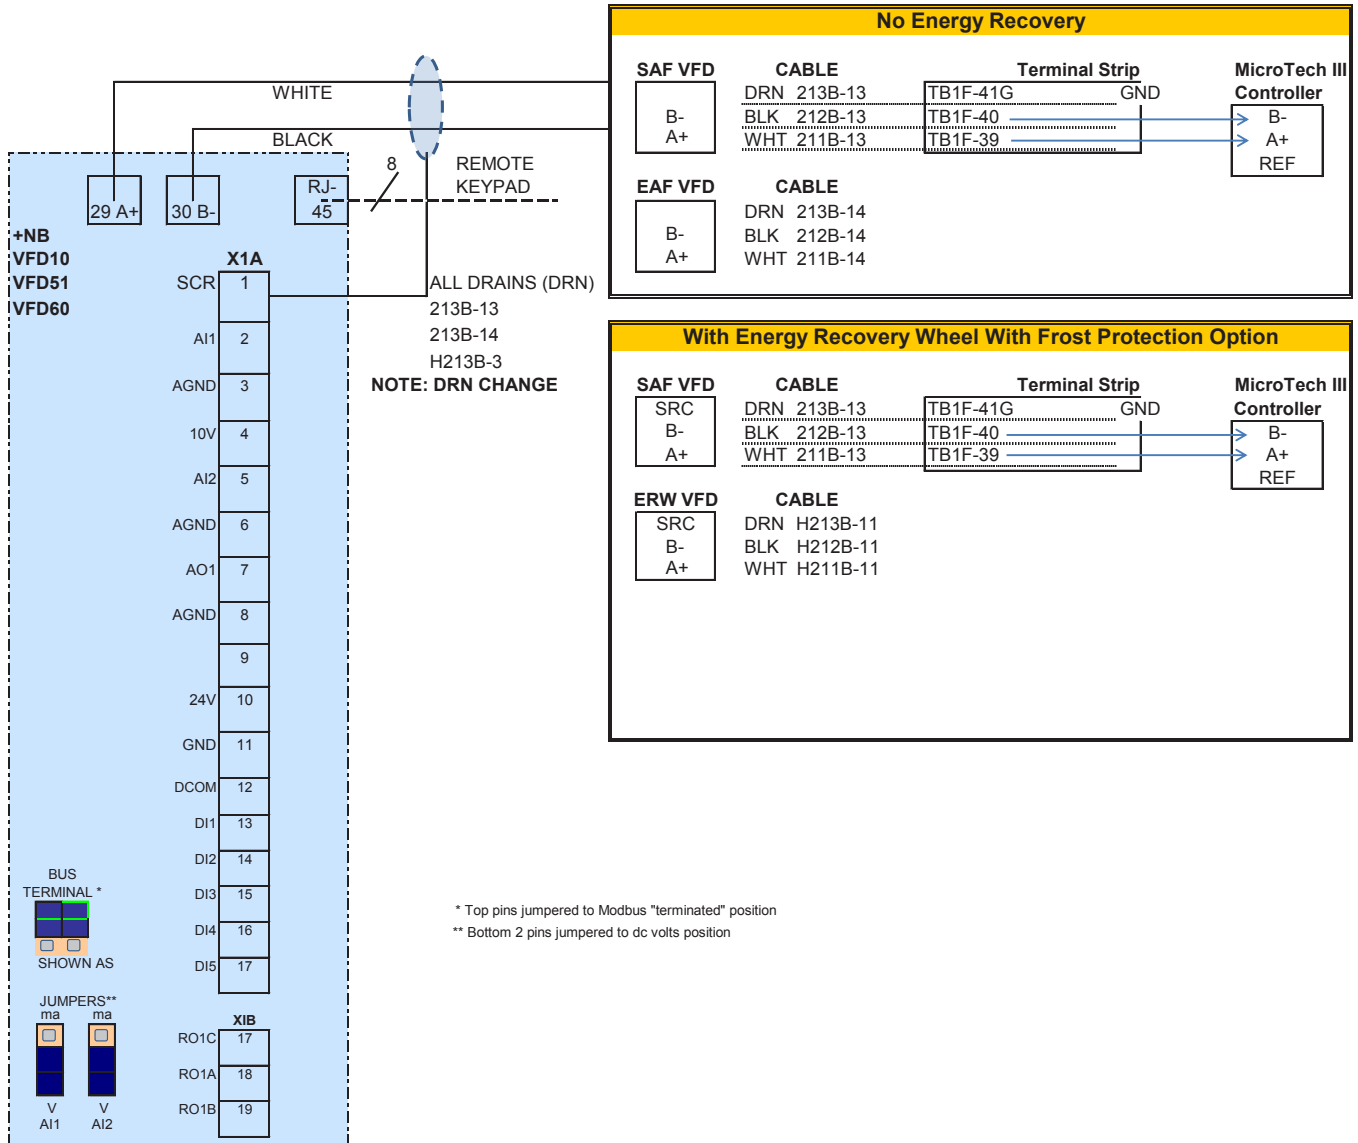 No Energy Recovery
SAF VFD CABLE Terminal Strip MicroTech III
Controller
DRN 213B-13 TB1F-41G GND
B- BLK 212B-13 TB1F-40 B-
A+ WHT 211B-13 TB1F-39 A+
REF
EAF VFD CABLE
DRN 213B-14
B- BLK 212B-14
A+ WHT 211B-14
WHITE
BLACK
8 REMOTE
KEYPAD
29 A+ 30 B- RJ-
45
+NB
VFD10
VFD51
VFD60
X1A
SCR 1
AI1 2
AGND 3
10V 4
AI2 5
AGND 6
AO1 7
AGND 8
9
24V 10
GND 11
DCOM 12
DI1 13
DI2 14
DI3 15
DI4 16
DI5 17
XIB
RO1C 17
RO1A 18
RO1B 19
ALL DRAINS (DRN)
213B-13
213B-14
H213B-3
NOTE: DRN CHANGE
With Energy Recovery Wheel With Frost Protection Option
SAF VFD CABLE Terminal Strip MicroTech III
Controller
SRC DRN 213B-13 TB1F-41G GND
B- BLK 212B-13 TB1F-40 B-
A+ WHT 211B-13 TB1F-39 A+
REF
ERW VFD CABLE
SRC DRN H213B-11
B- BLK H212B-11
A+ WHT H211B-11
BUS
TERMINAL *
SHOWN AS
JUMPERS**
ma ma
V V
AI1 AI2
* Top pins jumpered to Modbus "terminated" position
** Bottom 2 pins jumpered to dc volts position